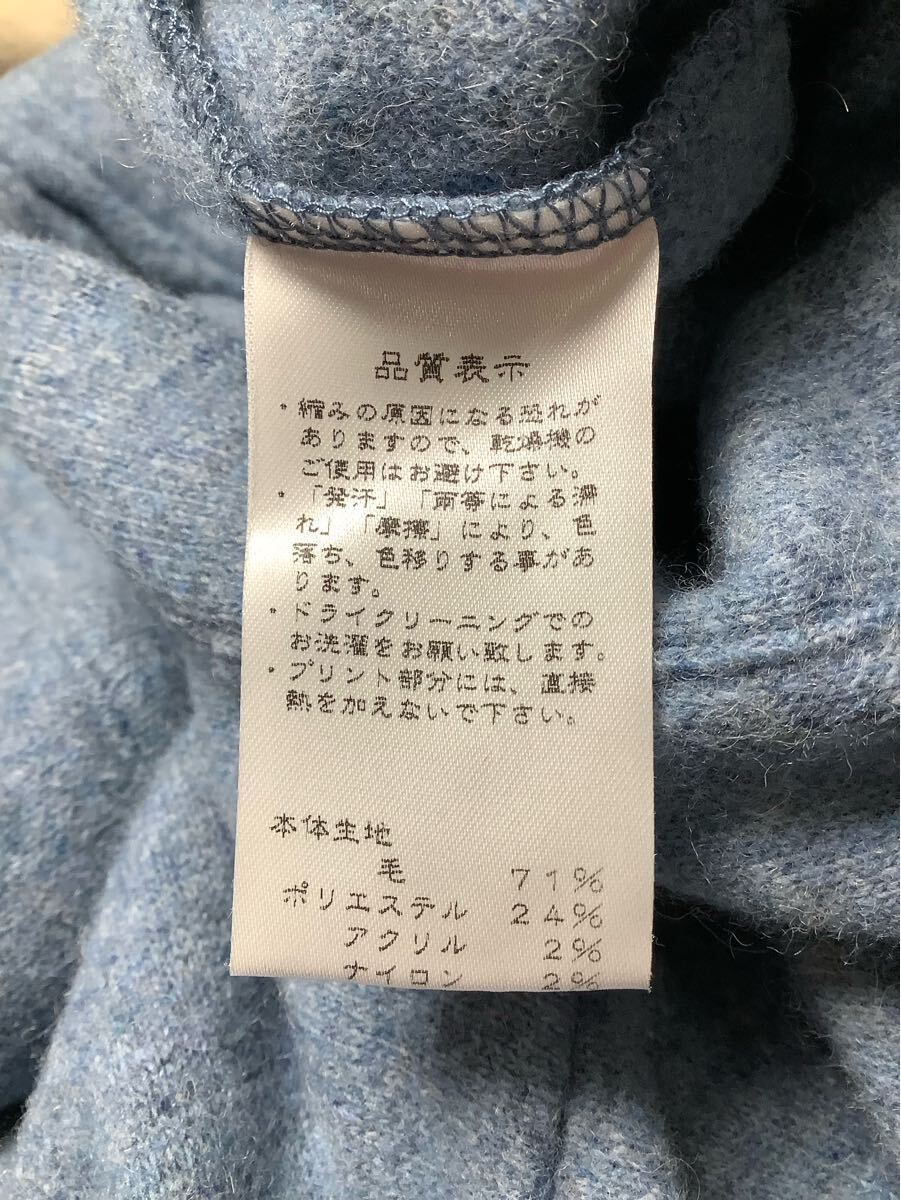 品質表示
・縮みの原因になる恐れが
ありますので、乾燥機の
ご使用はお避け下さい。
・「発汗」「雨等による濡
れ」「摩擦」により、色
落ち、色移りする事があ
ります。
・ドライクリーニングでの
お洗濯をお願い致します。
・プリント部分には、直接
熱を加えないで下さい。
本体生地
毛 71%
ポリエステル 24%
アクリル 2%
ナイロン 2%